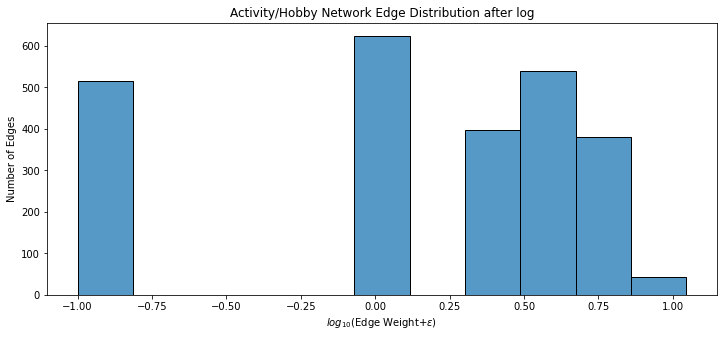 Activity/Hobby Network Edge Distribution after log
Number of Edges
600
500
400
300
200
100
0
−1.00 −0.75 −0.50 −0.25 0.00 0.25 0.50 0.75 1.00
log₁₀(Edge Weight+ε)